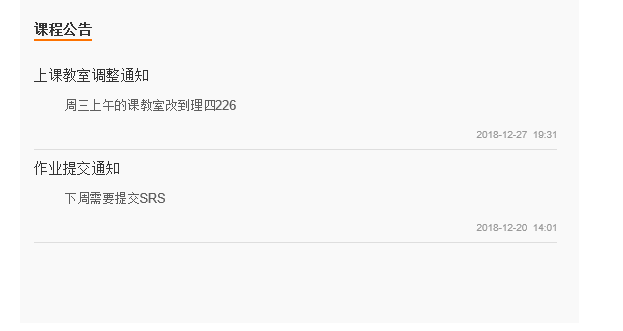 课程公告
上课教室调整通知
周三上午的课教室改到理四226
2018-12-27 19:31
作业提交通知
下周需要提交SRS
2018-12-20 14:01